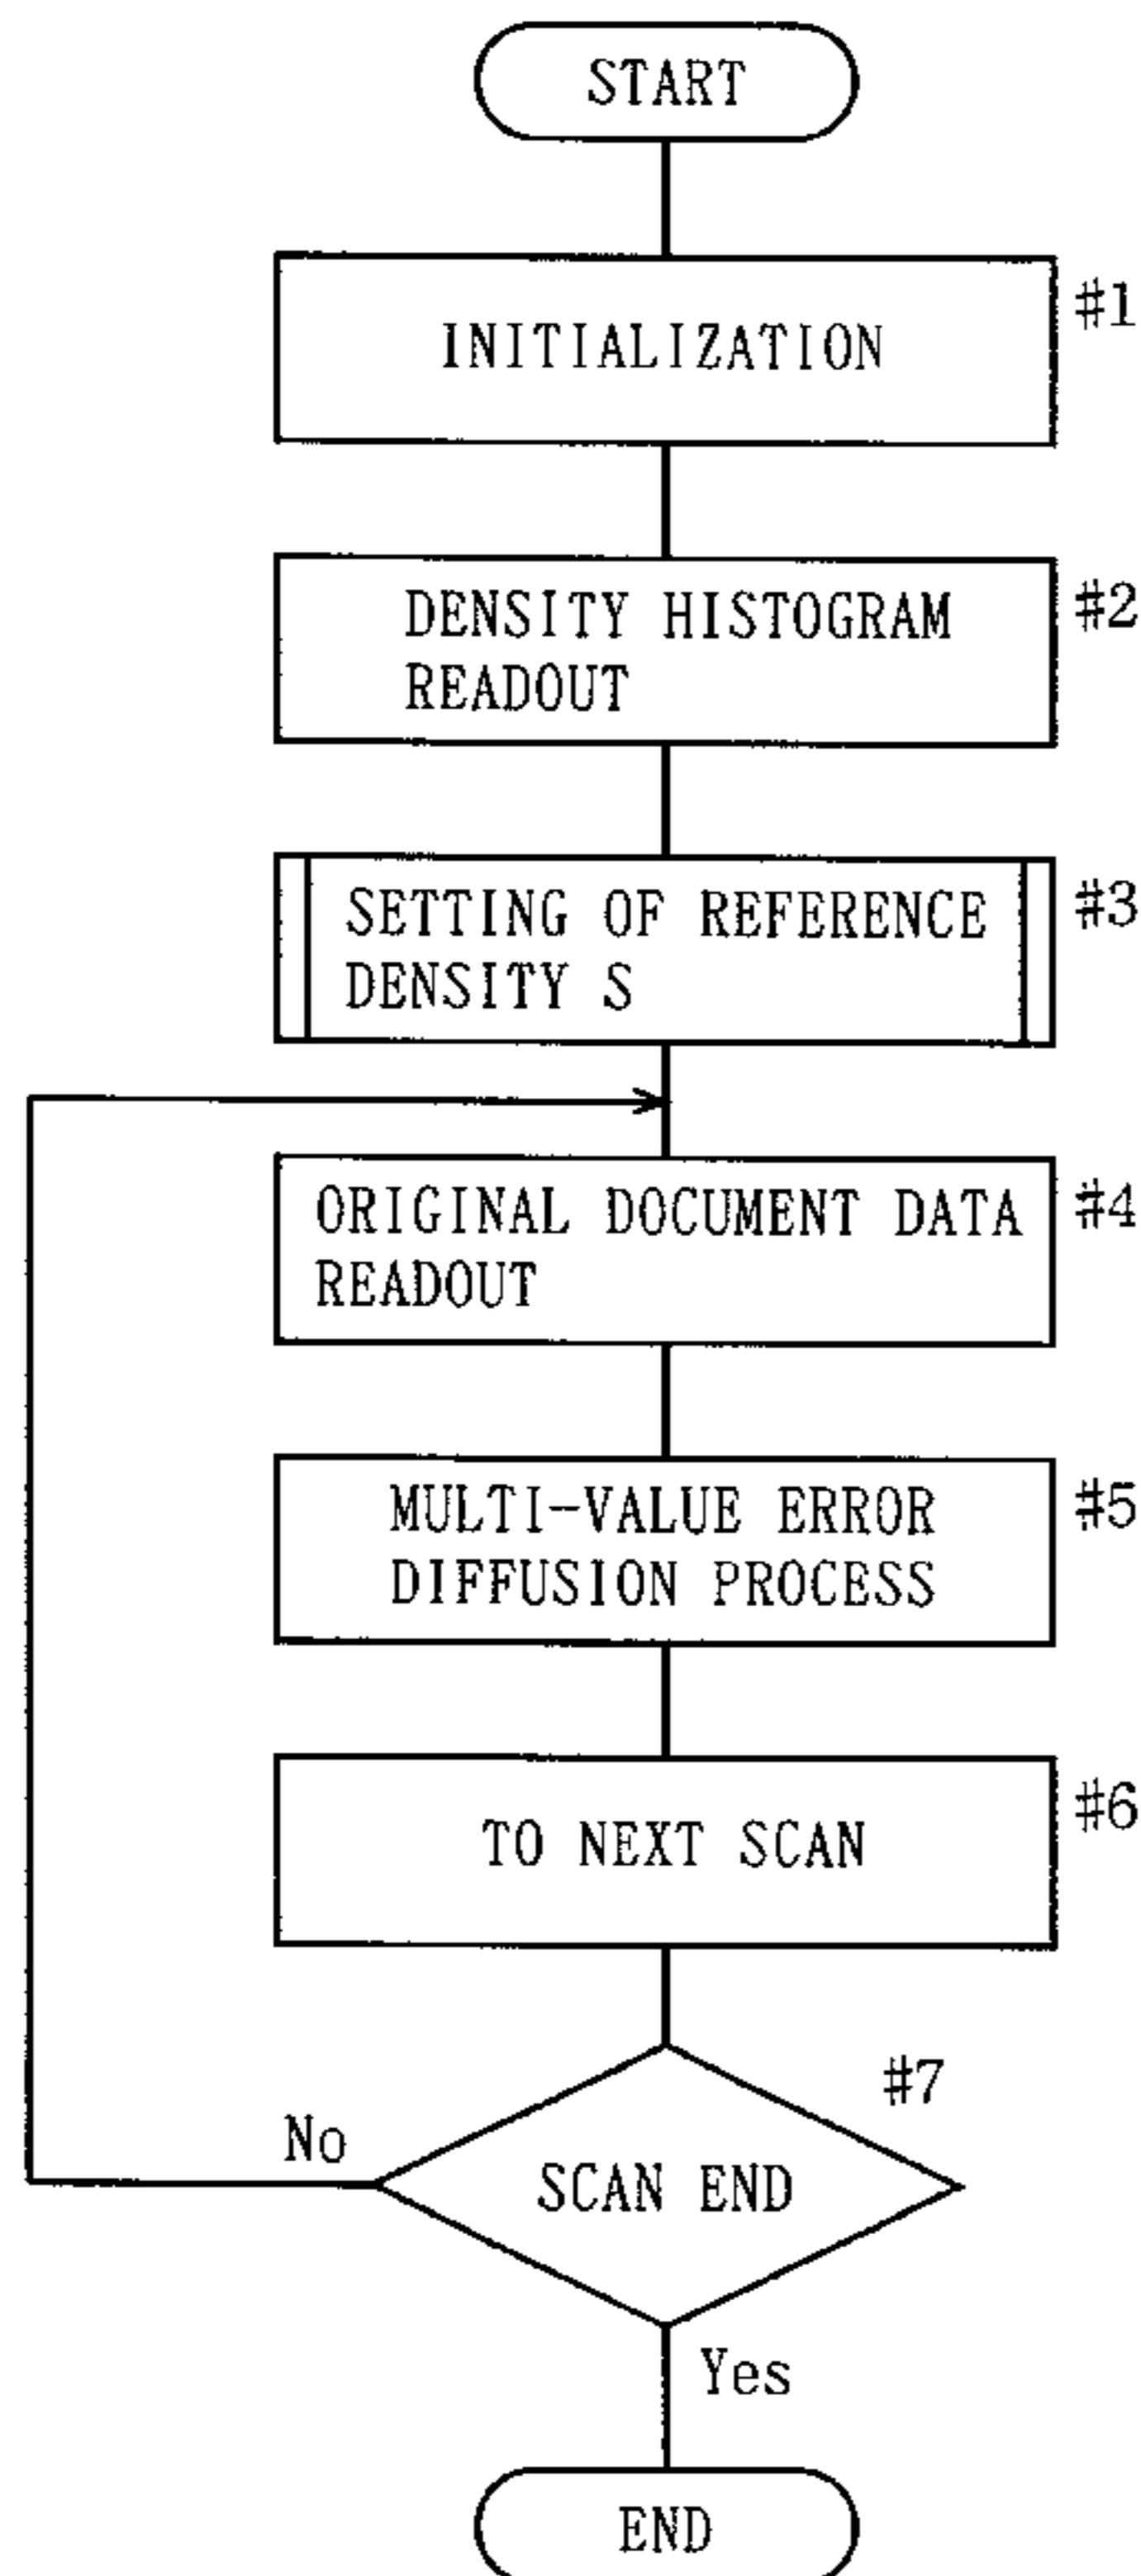 START
INITIALIZATION
#1
DENSITY HISTOGRAM
READOUT
#2
SETTING OF REFERENCE
DENSITY S
#3
ORIGINAL DOCUMENT DATA
READOUT
#4
MULTI-VALUE ERROR
DIFFUSION PROCESS
#5
TO NEXT SCAN
#6
#7
No
SCAN END
Yes
END